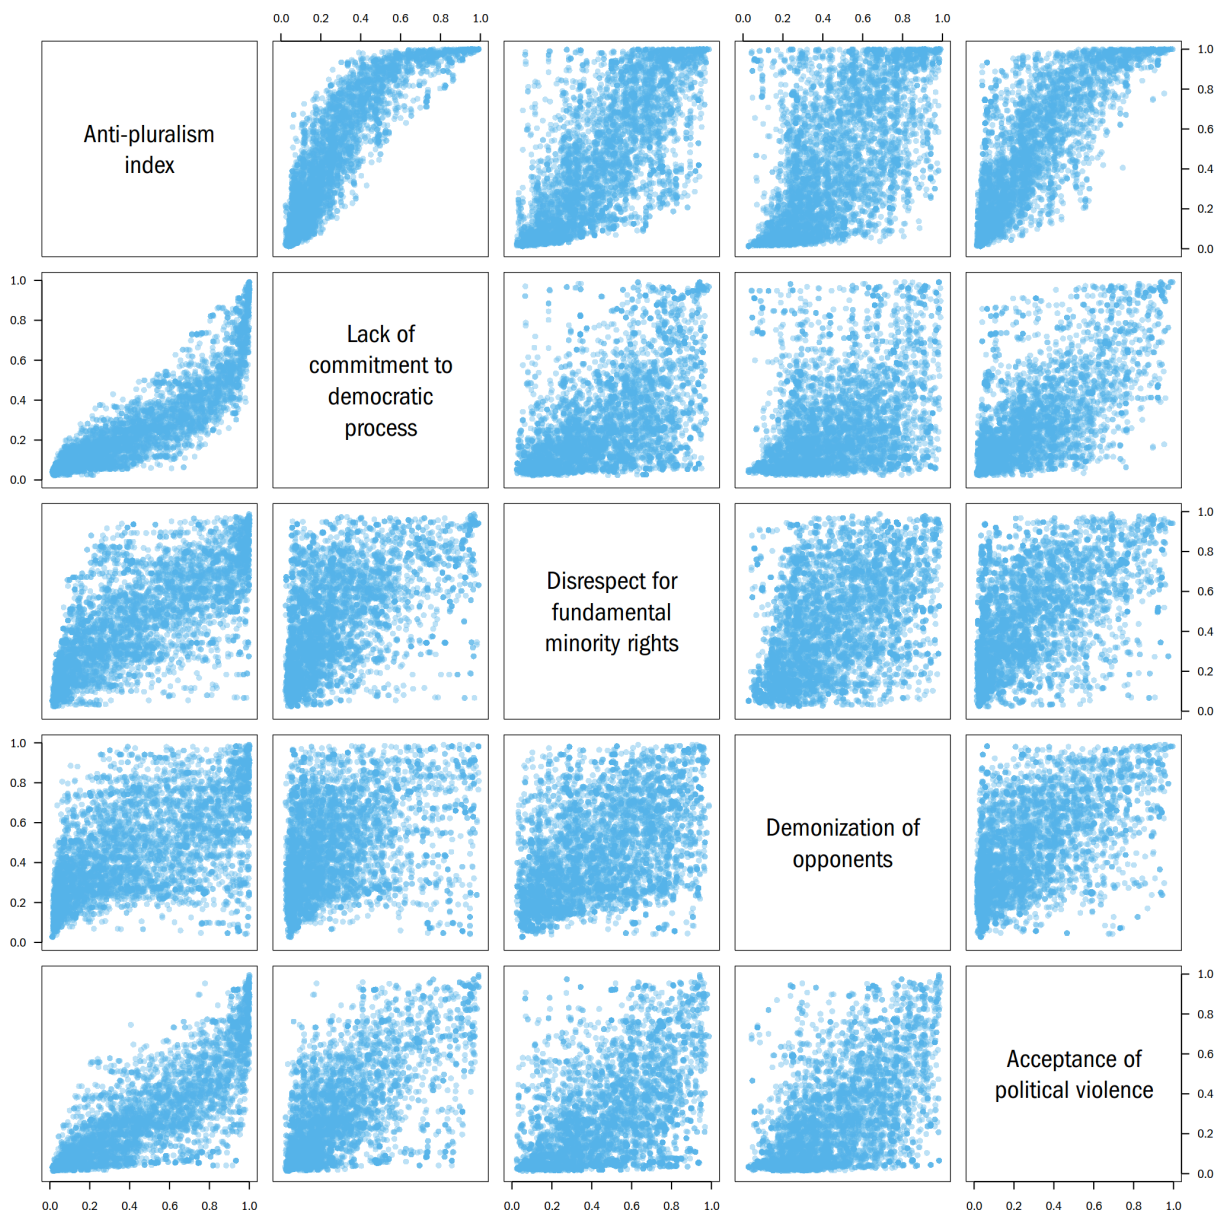 0.0 0.2 0.4 0.6 0.8 1.0 0.0 0.2 0.4 0.6 0.8 1.0
Anti-pluralism
index
1.0
0.8
0.6
0.4
0.2
0.0
1.0
0.8
0.6
0.4
0.2
0.0
Lack of
commitment to
democratic
process
Disrespect for
fundamental
minority rights
1.0
0.8
0.6
0.4
0.2
0.0
1.0
0.8
0.6
0.4
0.2
0.0
Demonization of
opponents
Acceptance of
political violence
1.0
0.8
0.6
0.4
0.2
0.0
0.0 0.2 0.4 0.6 0.8 1.0 0.0 0.2 0.4 0.6 0.8 1.0 0.0 0.2 0.4 0.6 0.8 1.0